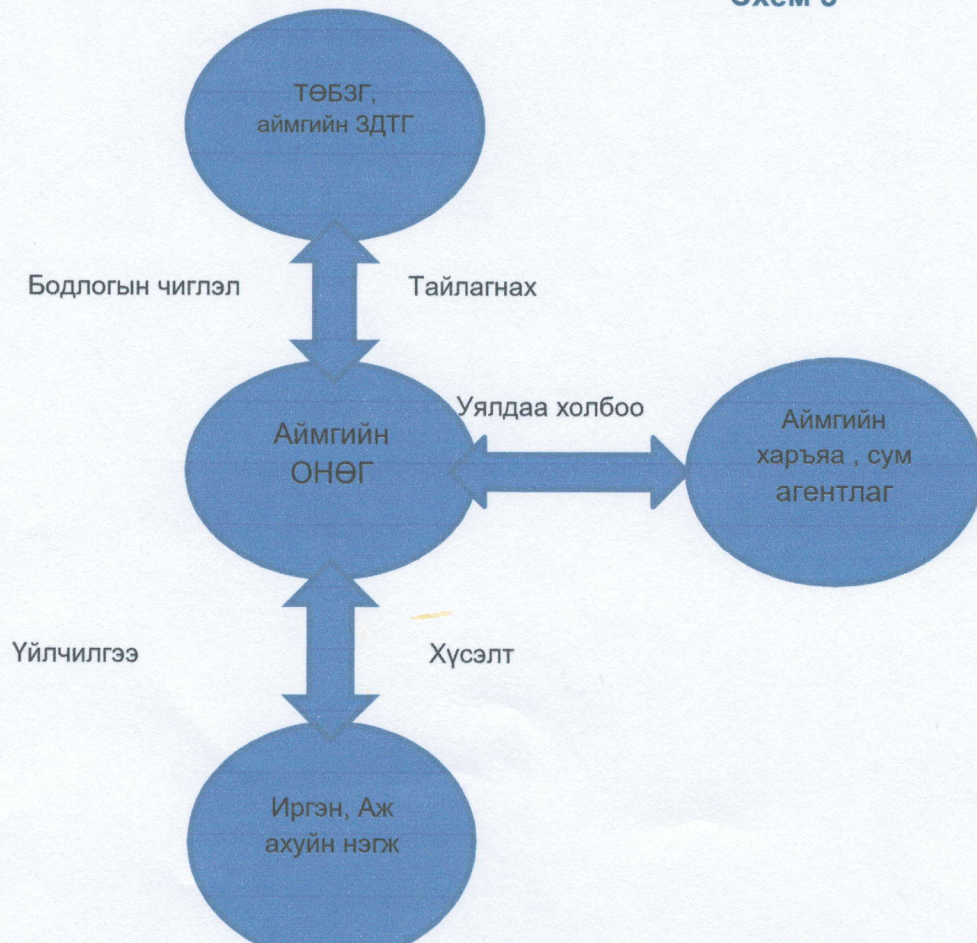 ТӨБЗГ,
аймгийн ЗДТГ
Бодлогын чиглэл
Тайлагнах
Уялдаа холбоо
Аймгийн
ОНӨГ
Аймгийн
харъяа , сум
агентлаг
Үйлчилгээ
Хүсэлт
Иргэн, Аж
ахуйн нэгж